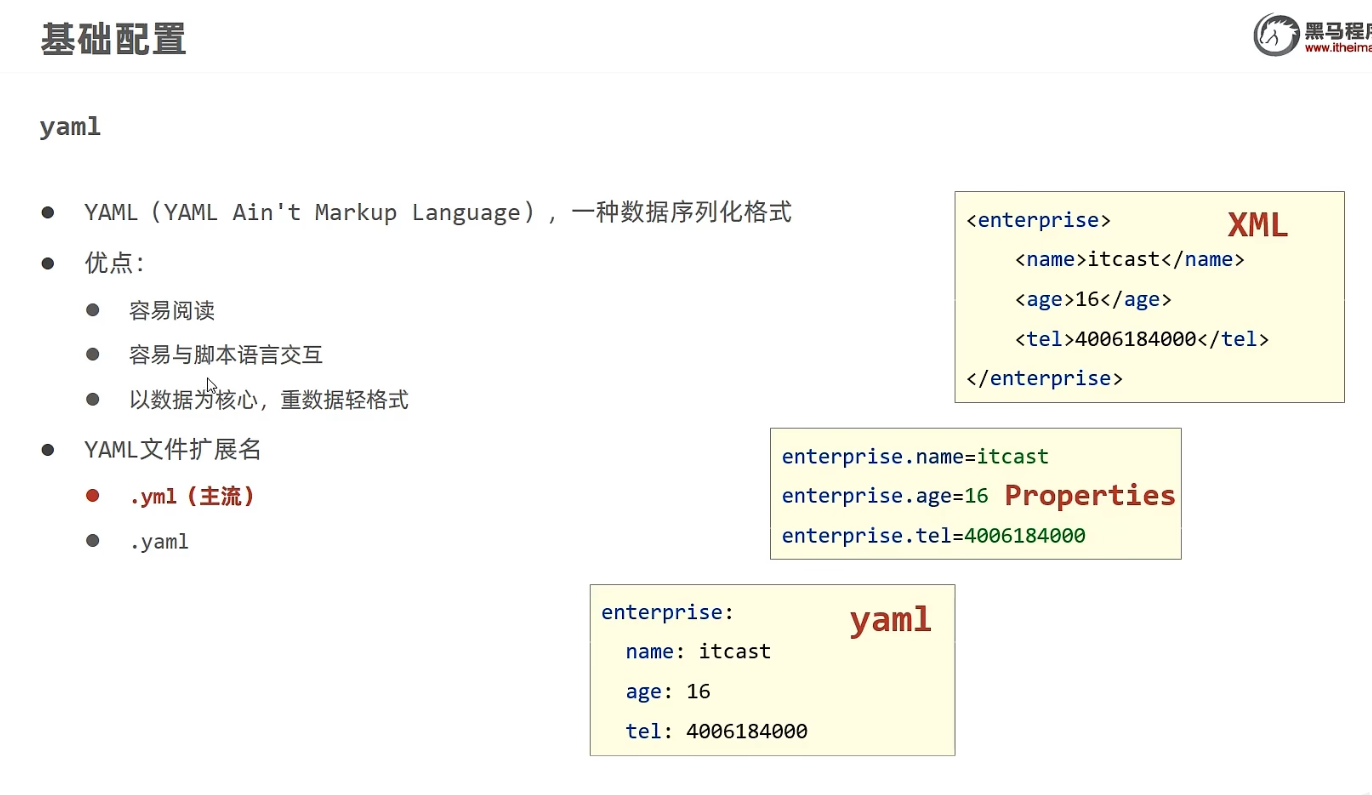 基础配置
黑马程序
www.itheima
yaml
YAML（YAML Ain't Markup Language），一种数据序列化格式
优点：
容易阅读
容易与脚本语言交互
以数据为核心，重数据轻格式
YAML文件扩展名
.yml（主流）
.yaml
<enterprise>
XML
<name>itcast</name>
<age>16</age>
<tel>4006184000</tel>
</enterprise>
enterprise.name=itcast
enterprise.age=16
Properties
enterprise.tel=4006184000
enterprise:
yaml
name: itcast
age: 16
tel: 4006184000